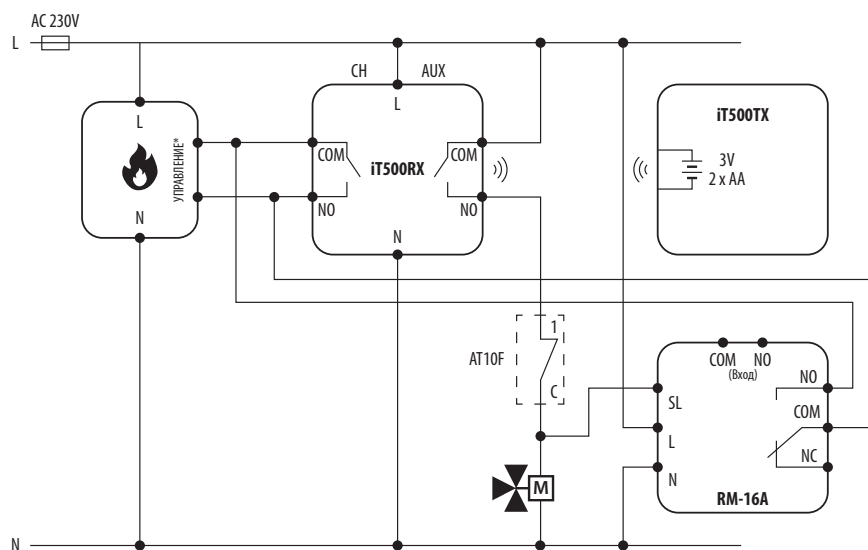 AC 230V
L
CH
AUX
L
L
УПРАВЛЕНИЕ*
N
COM
iT500RX
COM
NO
NO
N
iT500TX
3V
2 x AA
1
AT10F
C
M
COM
NO
(Вход)
NO
SL
COM
L
NC
N
RM-16A
N